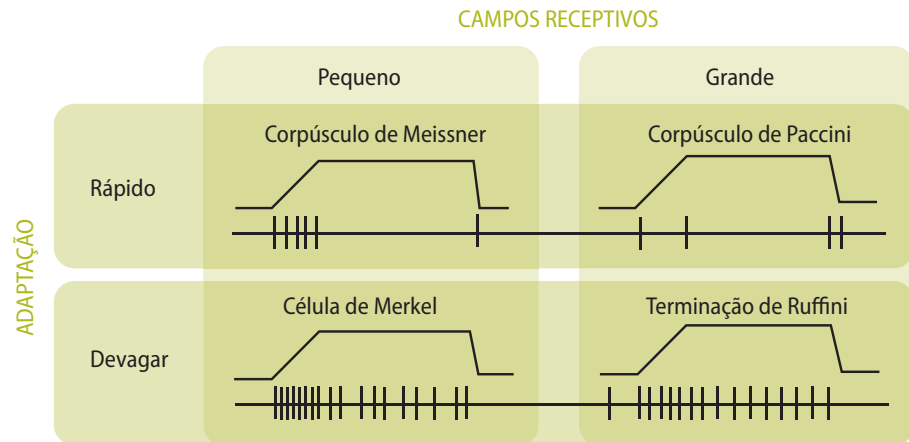 CAMPOS RECEPTIVOS
Pequeno
Grande
ADAPTAÇÃO
Rápido
Corpúsculo de Meissner
Corpúsculo de Paccini
Devagar
Célula de Merkel
Terminação de Ruffini